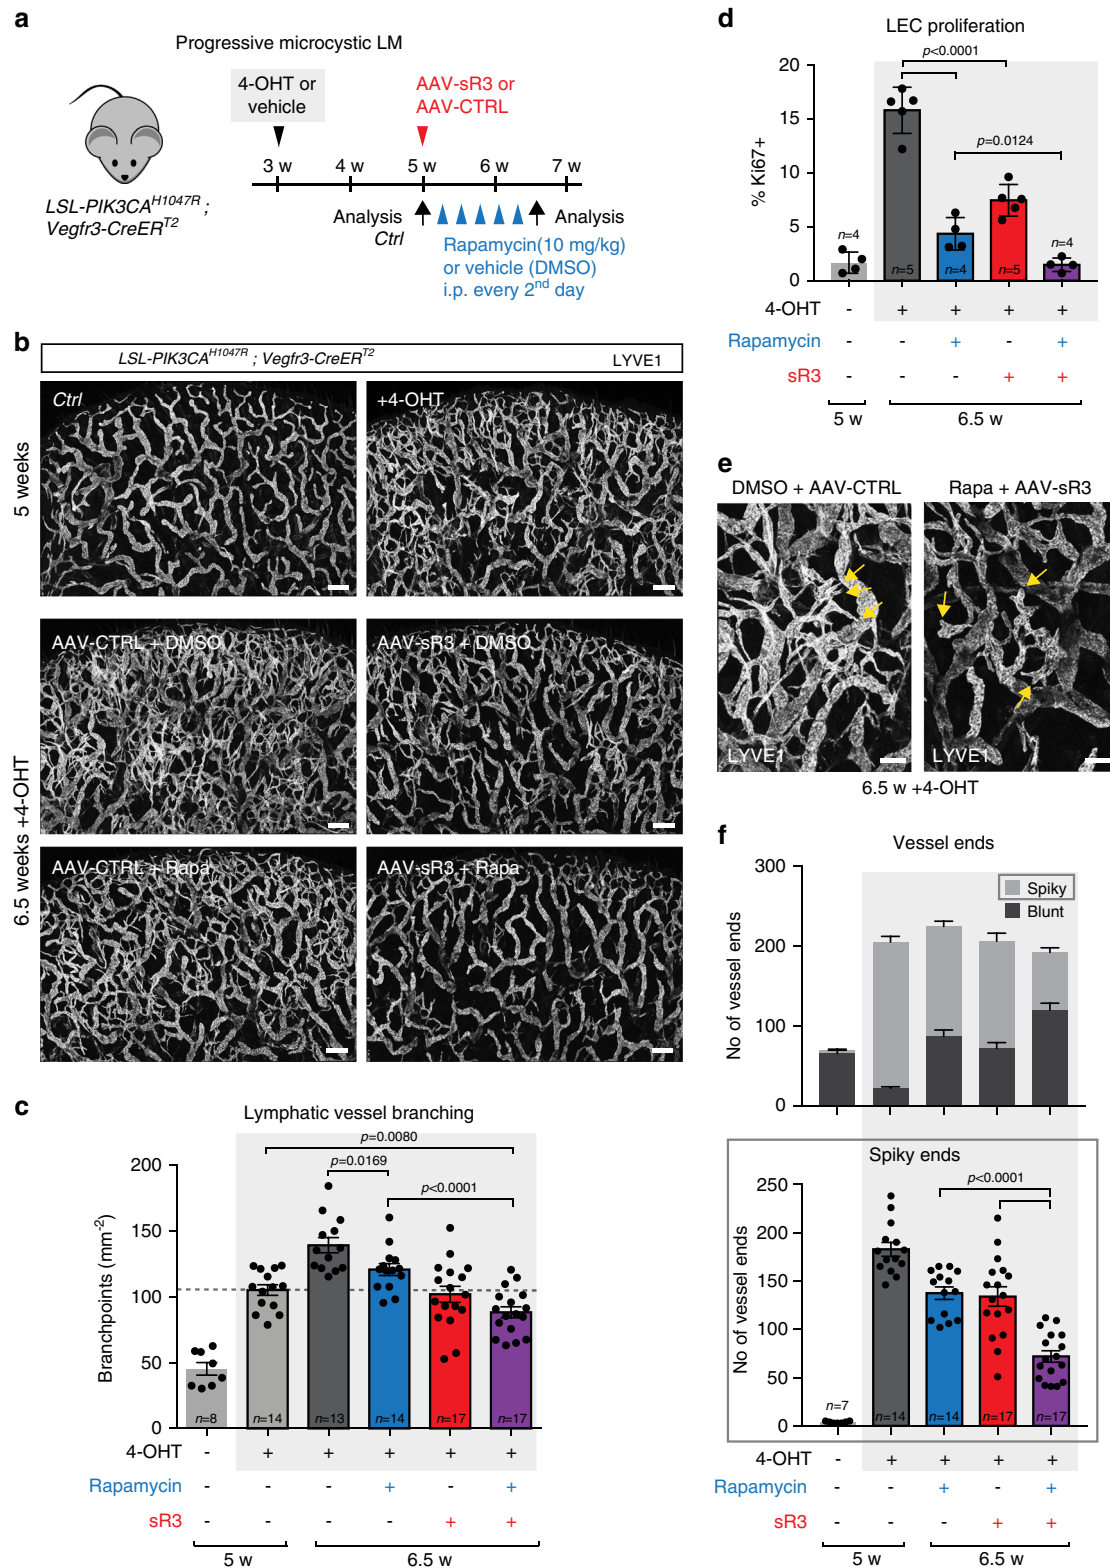 a
Progressive microcystic LM
4-OHT or
vehicle
AAV-sR3 or
AAV-CTRL
3 w 4 w 5 w 6 w 7 w
LSL-PIK3CA^H1047R ;
Vegfr3-CreER^T2
Analysis
Ctrl
Analysis
Rapamycin(10 mg/kg)
or vehicle (DMSO)
i.p. every 2nd day
b
LSL-PIK3CA^H1047R ; Vegfr3-CreER^T2 LYVE1
5 weeks
Ctrl
+4-OHT
6.5 weeks +4-OHT
AAV-CTRL + DMSO
AAV-sR3 + DMSO
AAV-CTRL + Rapa
AAV-sR3 + Rapa
c
Lymphatic vessel branching
Branchpoints (mm-2)
200
150
100
50
0
p=0.0080
p=0.0169
p<0.0001
n=8 n=14 n=13 n=14 n=17 n=17
4-OHT - + + + + +
Rapamycin - - - + - +
sR3 - - - - + +
5 w 6.5 w
d
LEC proliferation
% Ki67+
20
15
10
5
0
p<0.0001
p=0.0124
n=4 n=5 n=4 n=5 n=4
4-OHT - + + + +
Rapamycin - - + - +
sR3 - - - + +
5 w 6.5 w
e
DMSO + AAV-CTRL Rapa + AAV-sR3
LYVE1 LYVE1
6.5 w +4-OHT
f
Vessel ends
No of vessel ends
300
200
100
0
Spiky
Blunt
Spiky ends
No of vessel ends
250
200
150
100
50
0
p<0.0001
n=7 n=14 n=14 n=17 n=17
4-OHT - + + + +
Rapamycin - - + - +
sR3 - - - + +
5 w 6.5 w